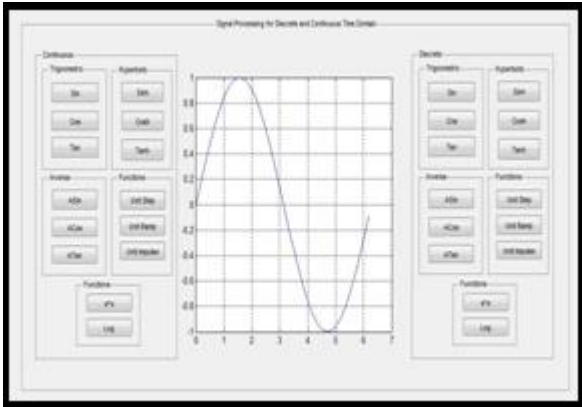 Signal Processing for Discrete and Continuous Time Domain
Continuous
Trigonometric
Hyperbolic
Sin
Sinh
Cos
Cosh
Tan
Tanh
Inverse
Functions
ASin
Unit Step
ACos
Unit Ramp
ATan
Unit Impulse
Functions
e^x
Log
1
0.8
0.6
0.4
0.2
0
-0.2
-0.4
-0.6
-0.8
-1
0 1 2 3 4 5 6 7
Discrete
Trigonometric
Hyperbolic
Sin
Sinh
Cos
Cosh
Tan
Tanh
Inverse
Functions
ASin
Unit Step
ACos
Unit Ramp
ATan
Unit Impulse
Functions
e^x
Log